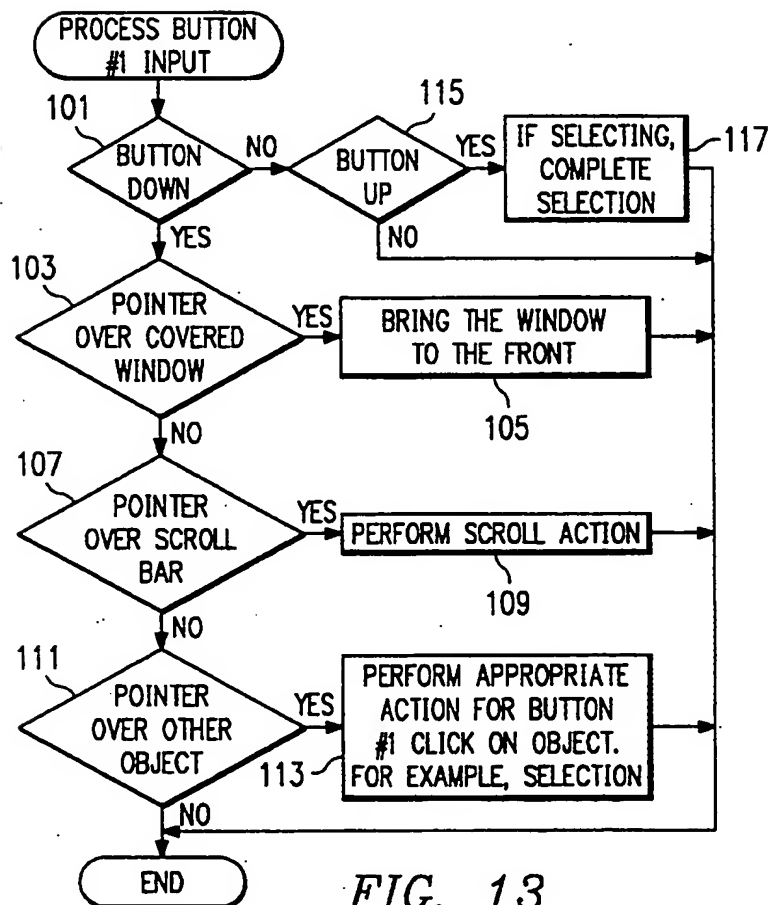 PROCESS BUTTON
#1 INPUT
101
BUTTON
DOWN
NO
115
BUTTON
UP
YES
IF SELECTING,
COMPLETE
SELECTION
117
YES
NO
103
POINTER
OVER COVERED
WINDOW
YES
BRING THE WINDOW
TO THE FRONT
105
NO
107
POINTER
OVER SCROLL
BAR
YES
PERFORM SCROLL ACTION
109
NO
111
POINTER
OVER OTHER
OBJECT
YES
PERFORM APPROPRIATE
ACTION FOR BUTTON
#1 CLICK ON OBJECT.
FOR EXAMPLE, SELECTION
113
NO
END
FIG. 13